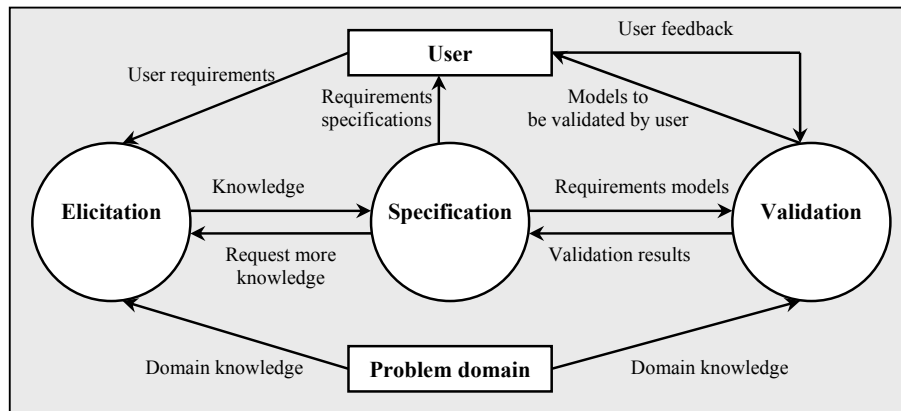 User feedback
User
User requirements
Requirements
specifications
Models to
be validated by user
Elicitation
Knowledge
Specification
Requirements models
Validation
Request more
knowledge
Validation results
Domain knowledge
Problem domain
Domain knowledge